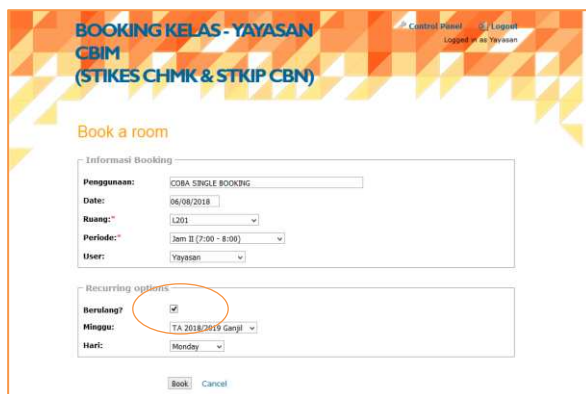 BOOKING KELAS - YAYASAN
CBIM
(STIKES CHMK & STKIP CBN)
Control Panel Logout
Logged in as Yayasan
Book a room
Informasi Booking
Penggunaan: COBA SINGLE BOOKING
Date: 06/08/2018
Ruang:* L201
Periode:* Jam II (7:00 - 8:00)
User: Yayasan
Recurring options
Berulang?
Minggu: TA 2018/2019 Ganjil
Hari: Monday
Book Cancel